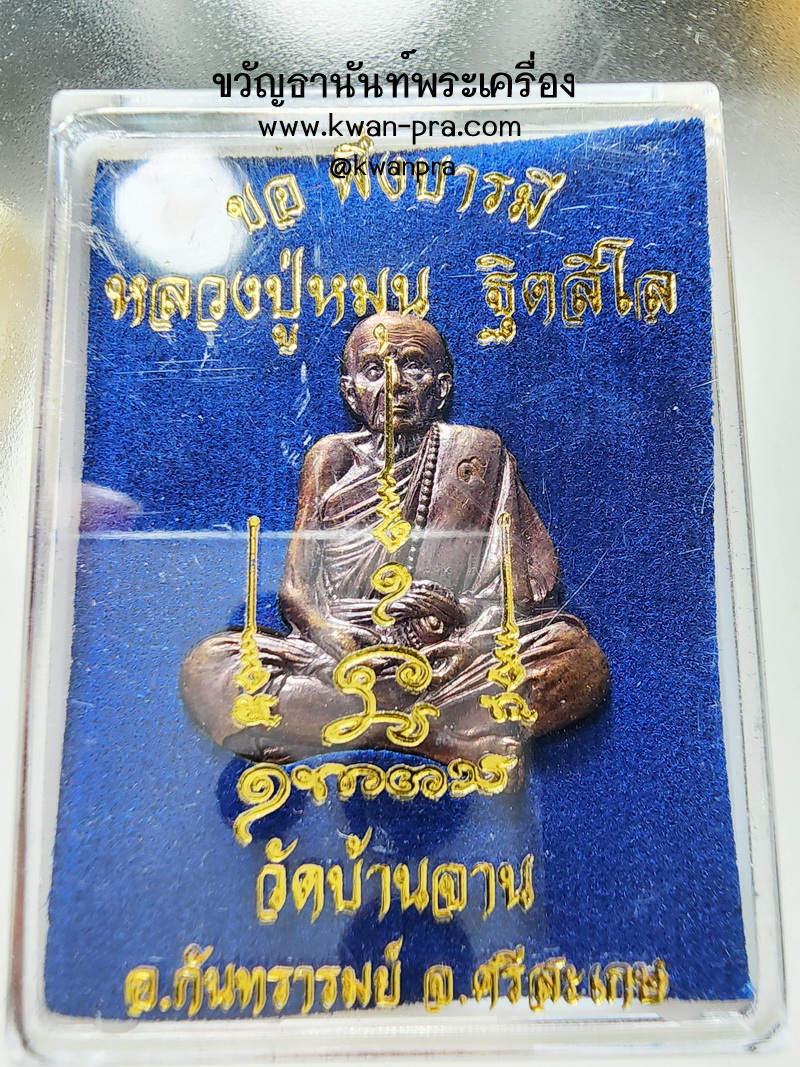 ขวัญธานันท์พระเครื่อง
www.kwan-pra.com
@kwanpra
ขอ พึ่งบารมี
หลวงปู่หมุน ฐิตสีโล
วัดบ้านจาน
อ.กันทรารมย์ จ.ศรีสะเกษ